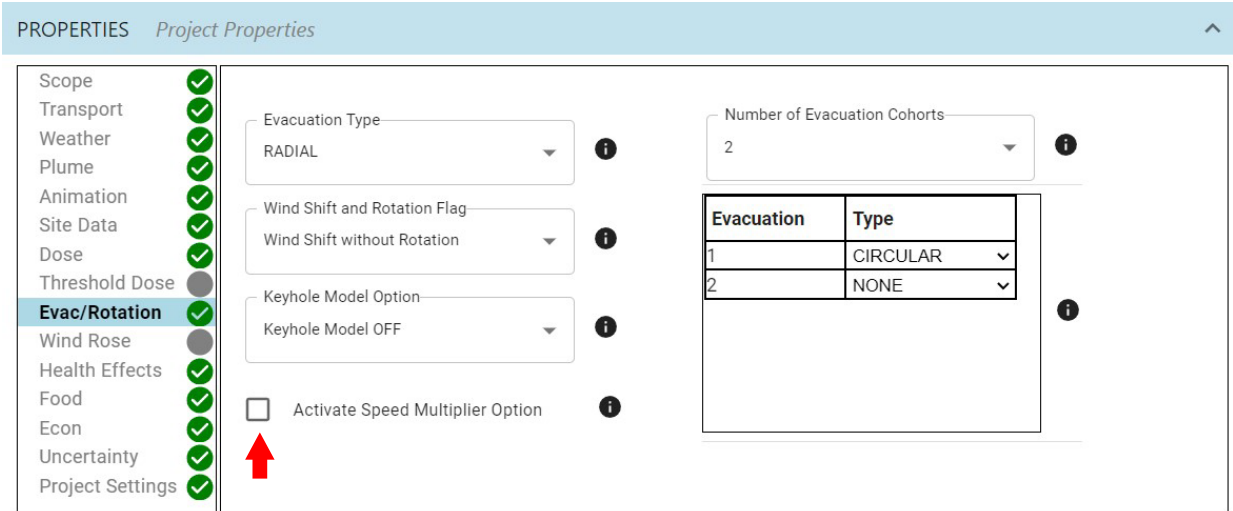 PROPERTIES Project Properties
Scope
Transport
Weather
Plume
Animation
Site Data
Dose
Threshold Dose
Evac/Rotation
Wind Rose
Health Effects
Food
Econ
Uncertainty
Project Settings
Evacuation Type
RADIAL
Wind Shift and Rotation Flag
Wind Shift without Rotation
Keyhole Model Option
Keyhole Model OFF
Activate Speed Multiplier Option
Number of Evacuation Cohorts
2
Evacuation Type
1 CIRCULAR
2 NONE